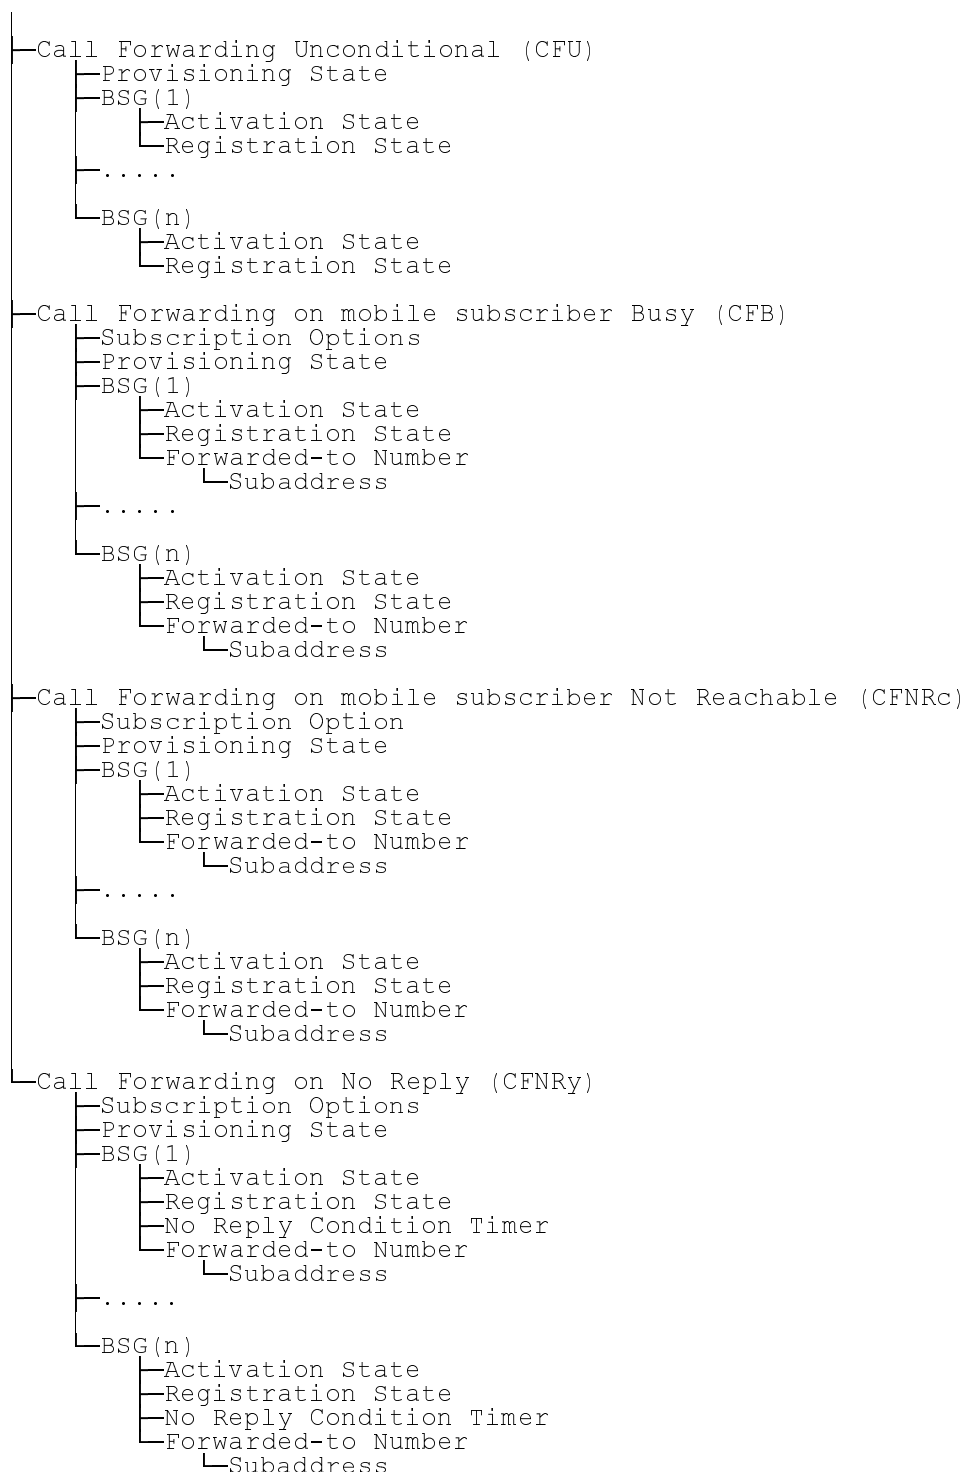 Call Forwarding Unconditional (CFU)
Provisioning State
BSG(1)
Activation State
Registration State
.....
BSG(n)
Activation State
Registration State
Call Forwarding on mobile subscriber Busy (CFB)
Subscription Options
Provisioning State
BSG(1)
Activation State
Registration State
Forwarded-to Number
Subaddress
.....
BSG(n)
Activation State
Registration State
Forwarded-to Number
Subaddress
Call Forwarding on mobile subscriber Not Reachable (CFNRc)
Subscription Option
Provisioning State
BSG(1)
Activation State
Registration State
Forwarded-to Number
Subaddress
.....
BSG(n)
Activation State
Registration State
Forwarded-to Number
Subaddress
Call Forwarding on No Reply (CFNRy)
Subscription Options
Provisioning State
BSG(1)
Activation State
Registration State
No Reply Condition Timer
Forwarded-to Number
Subaddress
.....
BSG(n)
Activation State
Registration State
No Reply Condition Timer
Forwarded-to Number
Subaddress